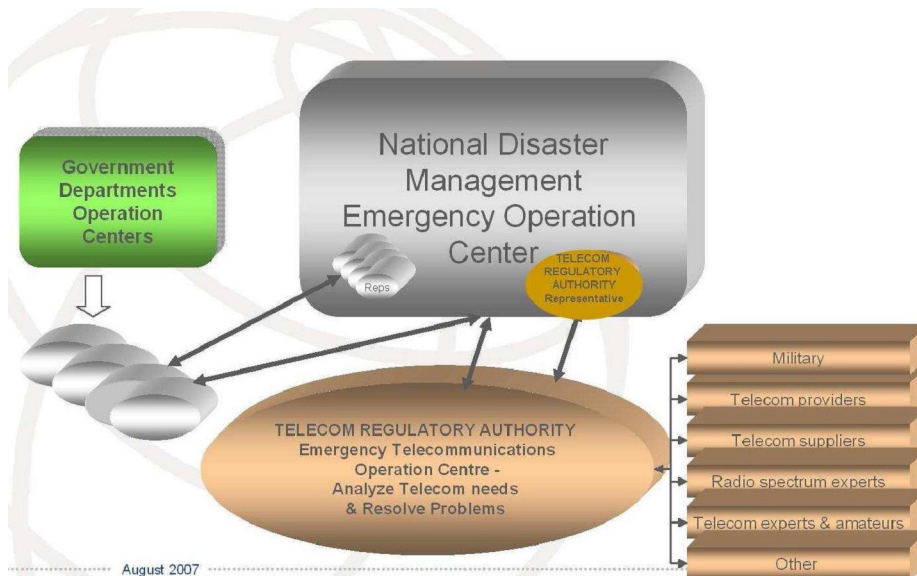 National Disaster
Management
Emergency Operation
Center
Government
Departments
Operation
Centers
Reps
TELECOM
REGULATORY
AUTHORITY
Representative
TELECOM REGULATORY AUTHORITY
Emergency Telecommunications
Operation Centre -
Analyze Telecom needs
& Resolve Problems
Military
Telecom providers
Telecom suppliers
Radio spectrum experts
Telecom experts & amateurs
Other
August 2007